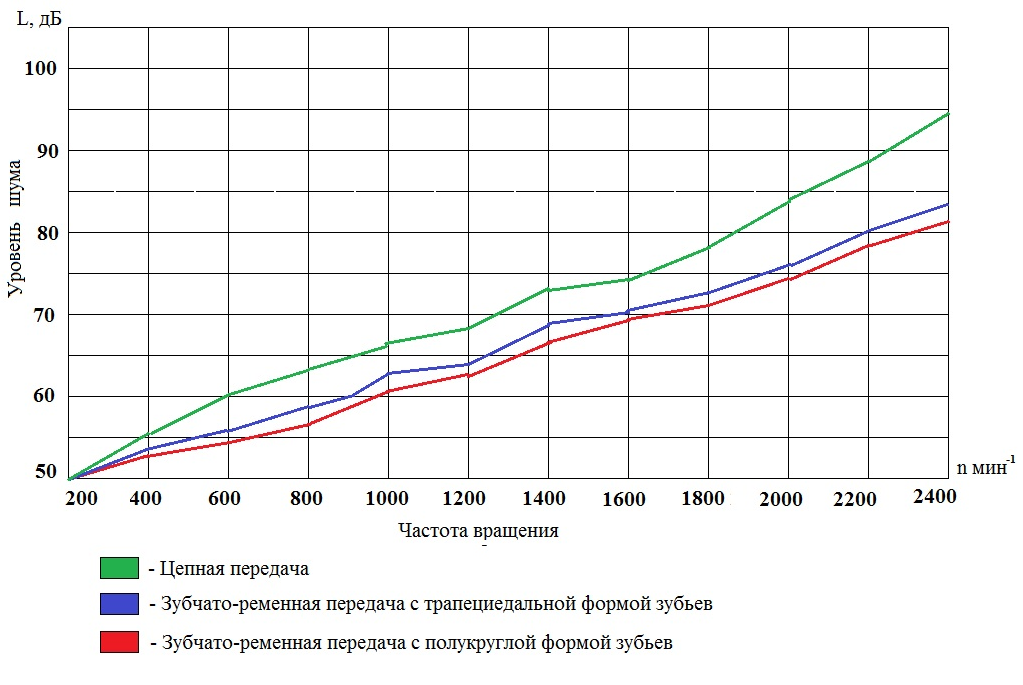 L, дБ
100
90
80
70
60
50
Уровень шума
200 400 600 800 1000 1200 1400 1600 1800 2000 2200 2400
n мин-1
Частота вращения
- Цепная передача
- Зубчато-ременная передача с трапециедальной формой зубьев
- Зубчато-ременная передача с полукруглой формой зубьев